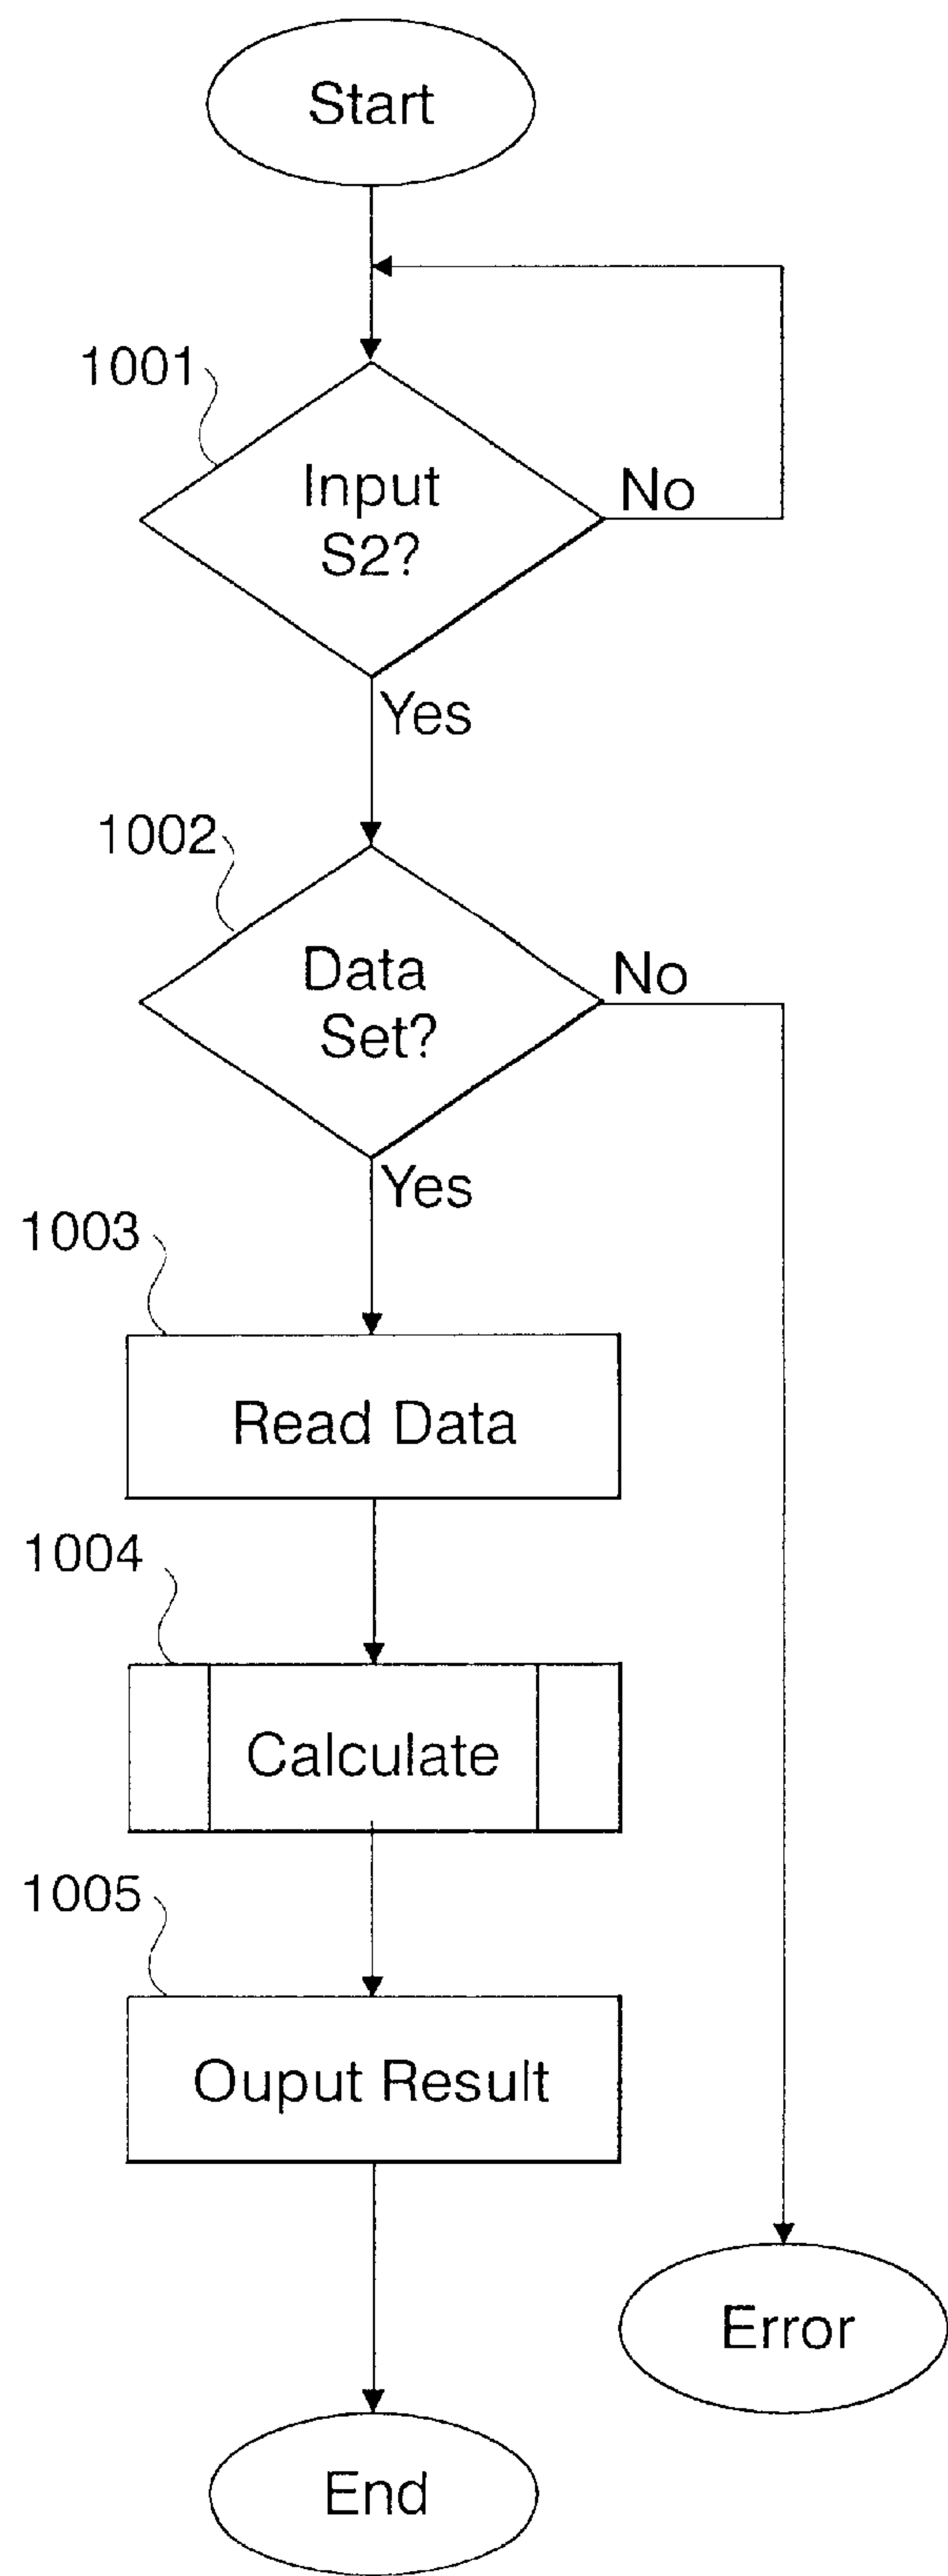 Start
1001
Input
S2?
No
Yes
1002
Data
Set?
No
Yes
1003
Read Data
1004
Calculate
1005
Ouput Result
Error
End